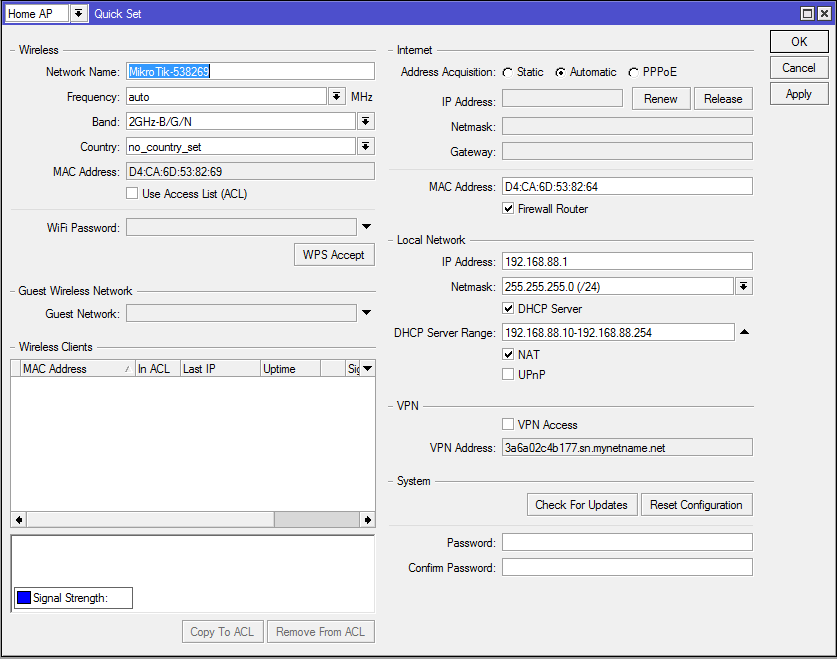 Home AP Quick Set
Wireless
Network Name: MikroTik-538269
Frequency: auto MHz
Band: 2GHz-B/G/N
Country: no_country_set
MAC Address: D4:CA:6D:53:82:69
Use Access List (ACL)
WiFi Password:
WPS Accept
Guest Wireless Network
Guest Network:
Wireless Clients
MAC Address In ACL Last IP Uptime Sig
Signal Strength:
Copy To ACL Remove From ACL
Internet
Address Acquisition: Static Automatic PPPoE
IP Address: Renew Release
Netmask:
Gateway:
MAC Address: D4:CA:6D:53:82:64
Firewall Router
Local Network
IP Address: 192.168.88.1
Netmask: 255.255.255.0 (/24)
DHCP Server
DHCP Server Range: 192.168.88.10-192.168.88.254
NAT
UPnP
VPN
VPN Access
VPN Address: 3a6a02c4b177.sn.mynetname.net
System
Check For Updates Reset Configuration
Password:
Confirm Password:
OK
Cancel
Apply